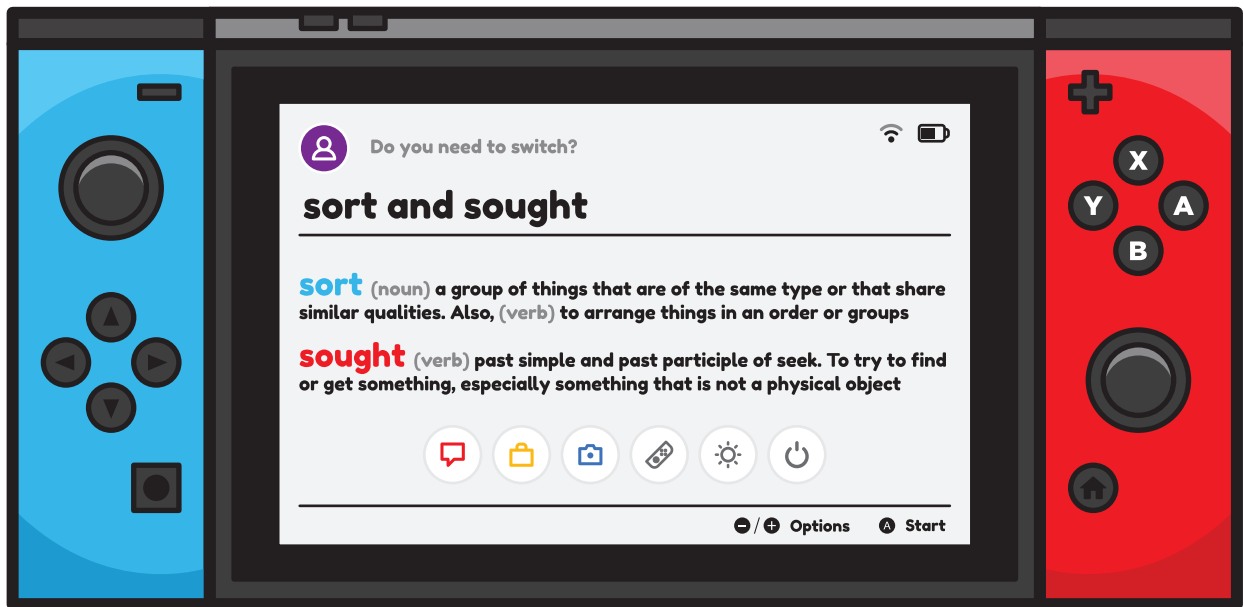 Do you need to switch?
sort and sought
sort (noun) a group of things that are of the same type or that share
similar qualities. Also, (verb) to arrange things in an order or groups
sought (verb) past simple and past participle of seek. To try to find
or get something, especially something that is not a physical object
−/+ Options A Start
X
Y A
B